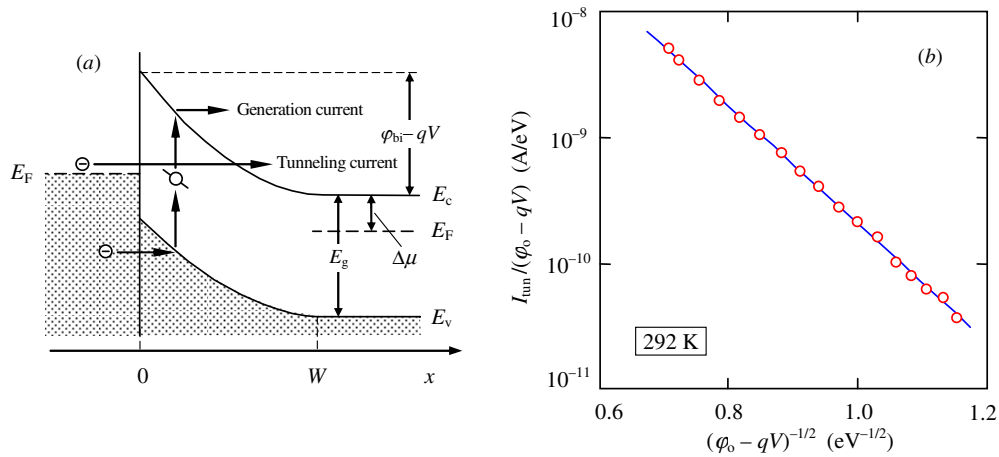 (a)
Generation current
φbi – qV
Tunneling current
EF
Ec
EF
Eg
Δμ
Ev
0
W
x
(b)
10⁻⁸
10⁻⁹
10⁻¹⁰
10⁻¹¹
Itun/(φo – qV) (A/eV)
292 K
0.6
0.8
1.0
1.2
(φo – qV)⁻¹/² (eV⁻¹/²)